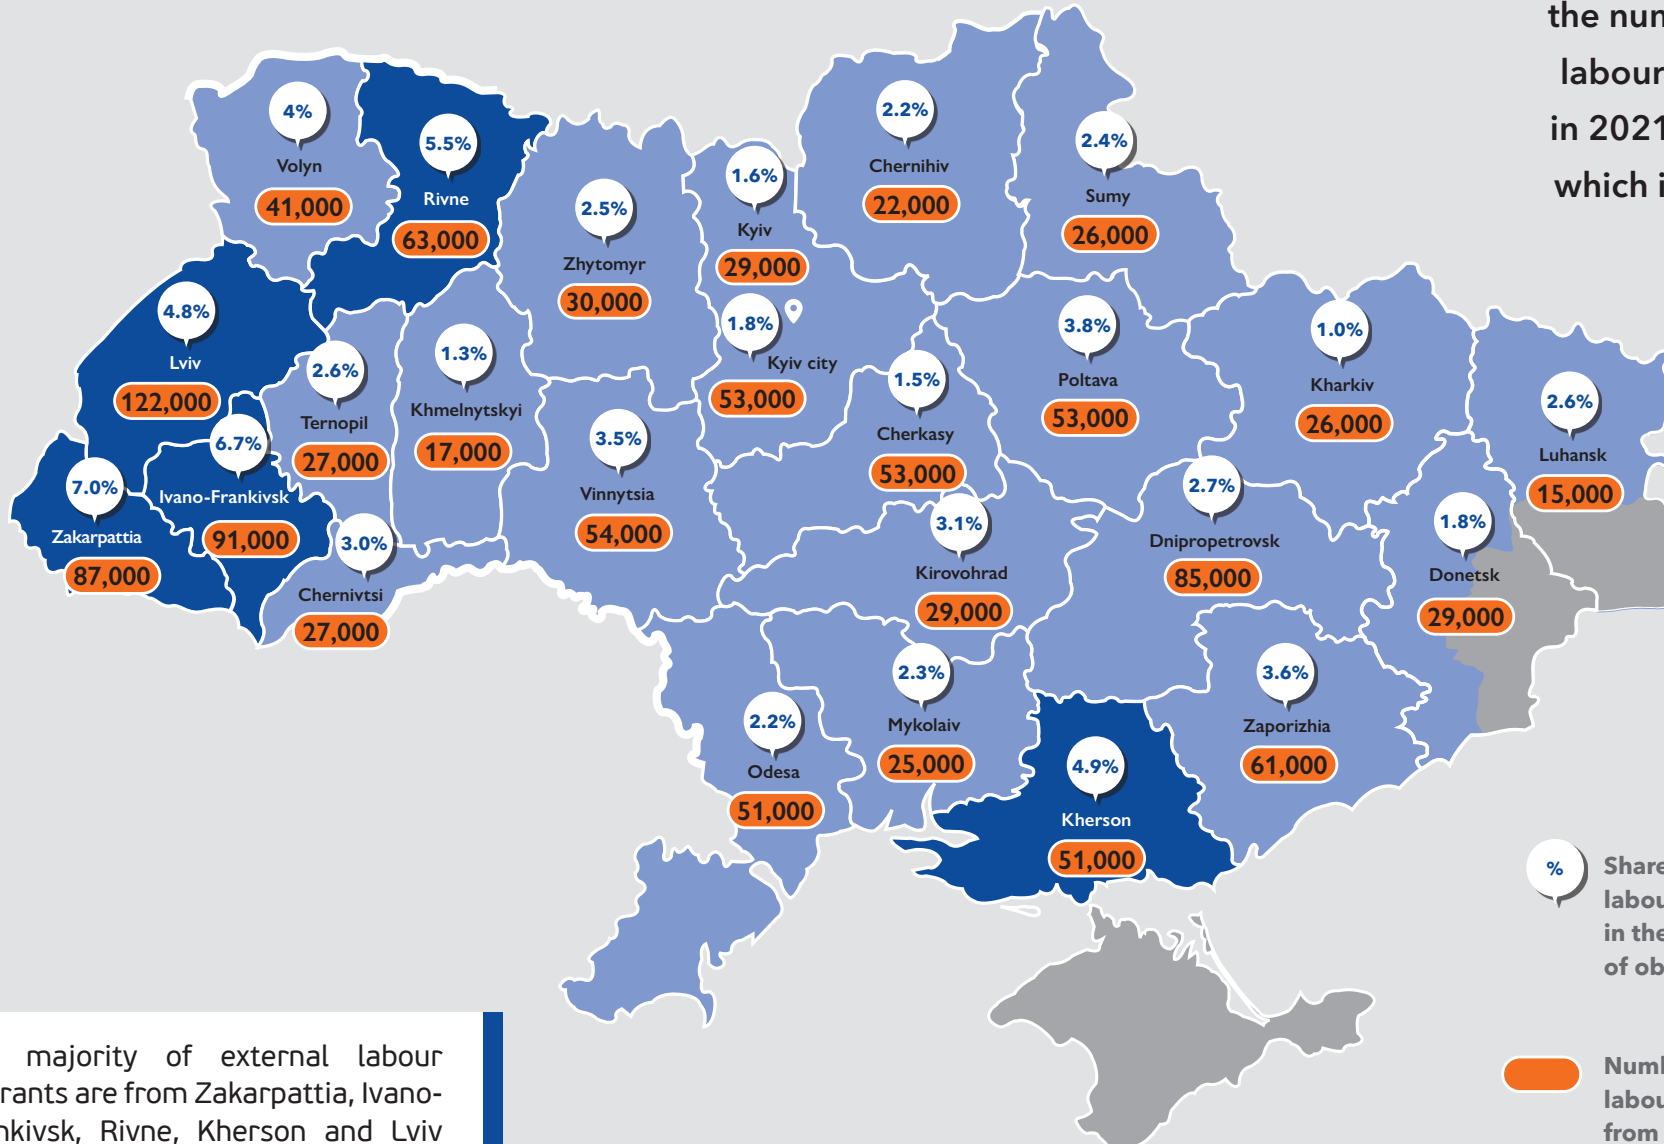 the nun
labour
in 2021
which i
4%
Volyn
41,000
5.5%
Rivne
63,000
2.5%
Zhytomyr
30,000
1.6%
Kyiv
29,000
1.8%
Kyiv city
53,000
2.2%
Chernihiv
22,000
2.4%
Sumy
26,000
4.8%
Lviv
122,000
2.6%
Ternopil
27,000
1.3%
Khmelnytskyi
17,000
3.5%
Vinnytsia
54,000
1.5%
Cherkasy
53,000
3.8%
Poltava
53,000
1.0%
Kharkiv
26,000
2.6%
Luhansk
15,000
7.0%
Zakarpattia
87,000
6.7%
Ivano-Frankivsk
91,000
3.0%
Chernivtsi
27,000
3.1%
Kirovohrad
29,000
2.7%
Dnipropetrovsk
85,000
1.8%
Donetsk
29,000
2.2%
Odesa
51,000
2.3%
Mykolaiv
25,000
4.9%
Kherson
51,000
3.6%
Zaporizhia
61,000
%
Share
labou
in the
of ob
Numb
labou
from
majority of external labour
rants are from Zakarpattia, Ivano-
nkivsk, Rivne, Kherson and Lviv